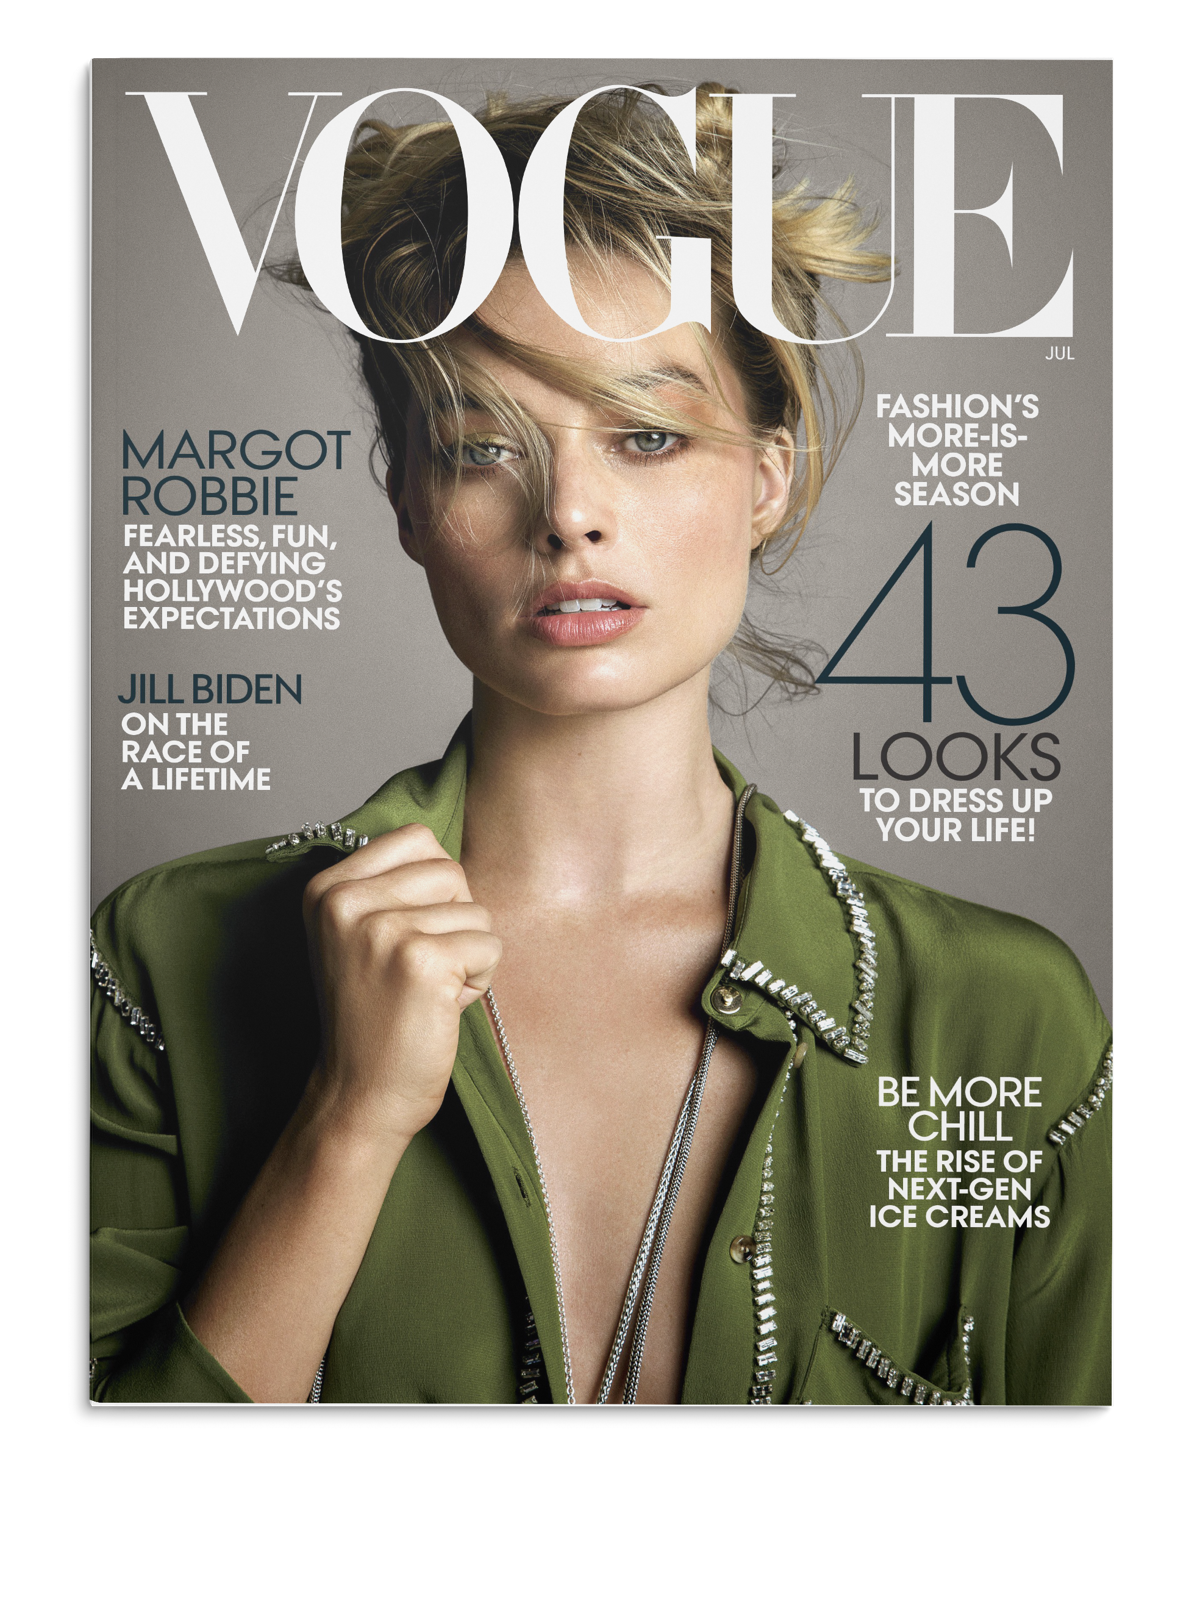 VOGUE
JUL
MARGOT
ROBBIE
FEARLESS, FUN,
AND DEFYING
HOLLYWOOD'S
EXPECTATIONS
JILL BIDEN
ON THE
RACE OF
A LIFETIME
FASHION'S
MORE-IS-
MORE
SEASON
43
LOOKS
TO DRESS UP
YOUR LIFE!
BE MORE
CHILL
THE RISE OF
NEXT-GEN
ICE CREAMS